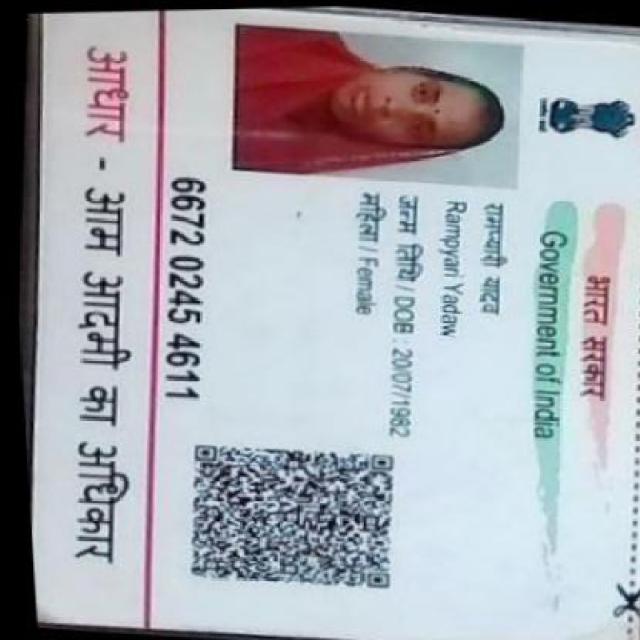 भारत सरकार
Government of India
रामप्यारी यादव
Rampyari Yadaw
जन्म तिथि / DOB : 20/07/1982
महिला / Female
6672 0245 4611
आधार - आम आदमी का अधिकार